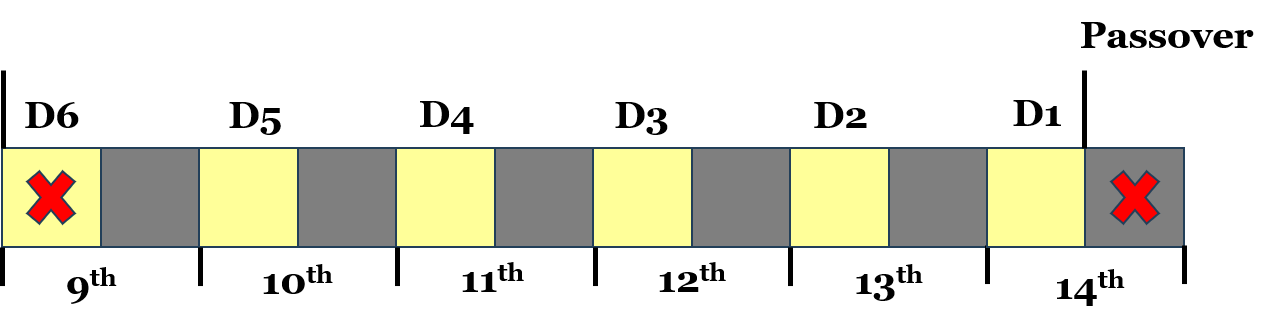 Passover
D6 D5 D4 D3 D2 D1
9th 10th 11th 12th 13th 14th